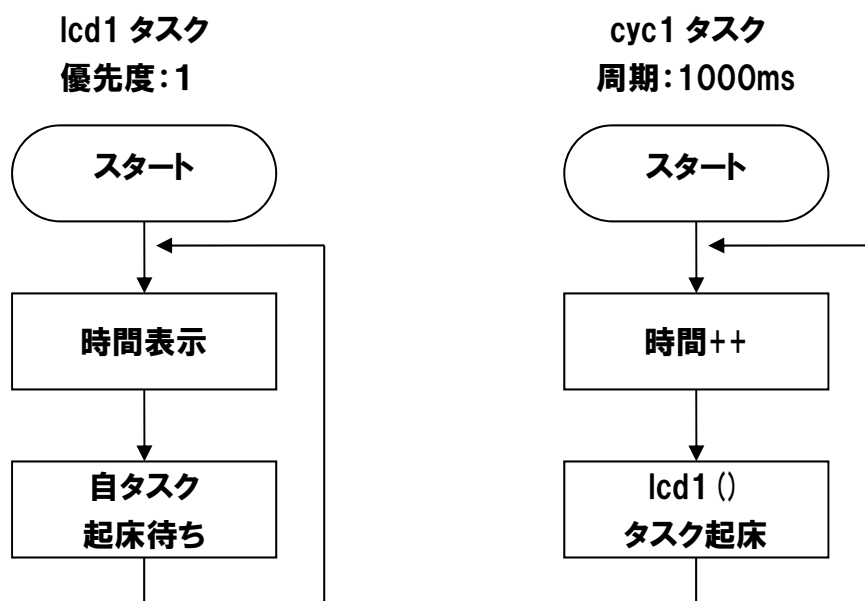 lcd1 タスク
優先度：1
スタート
時間表示
自タスク
起床待ち
cyc1 タスク
周期：1000ms
スタート
時間++
lcd1 ()
タスク起床